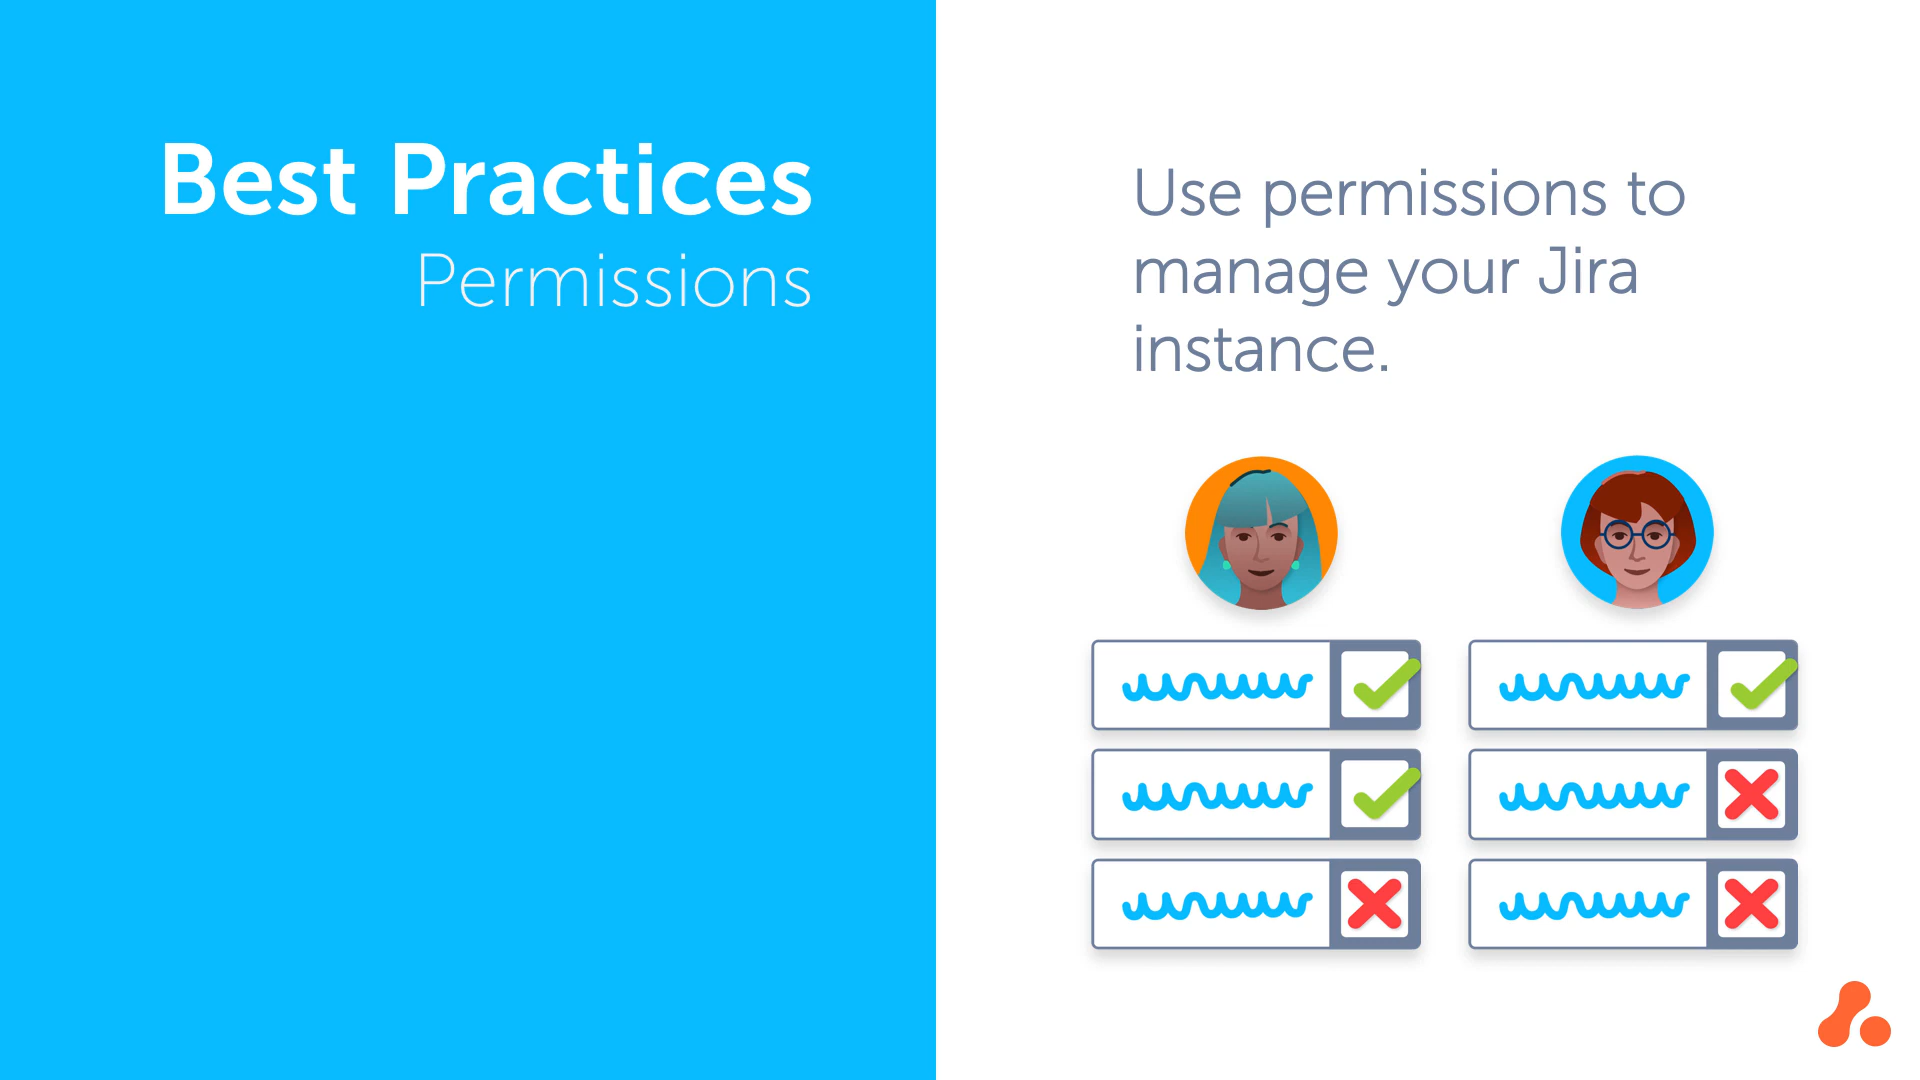 Best Practices
Permissions
Use permissions to
manage your Jira
instance.